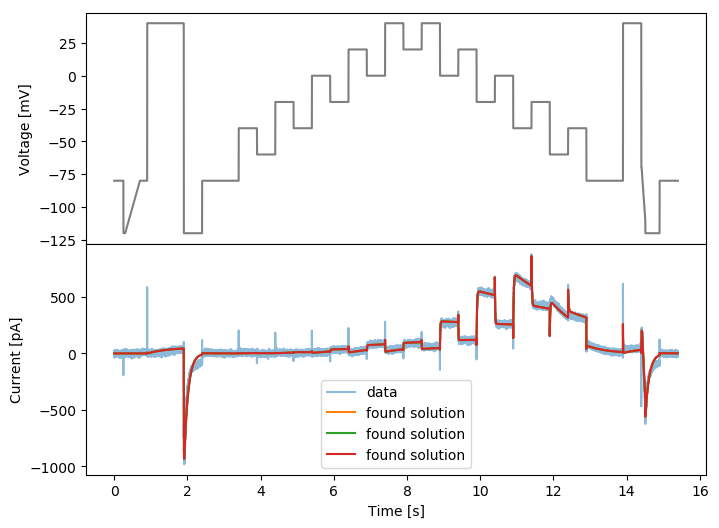 25
0
−25
−50
−75
−100
−125
Voltage [mV]
500
0
−500
−1000
Current [pA]
data
found solution
found solution
found solution
0 2 4 6 8 10 12 14 16
Time [s]